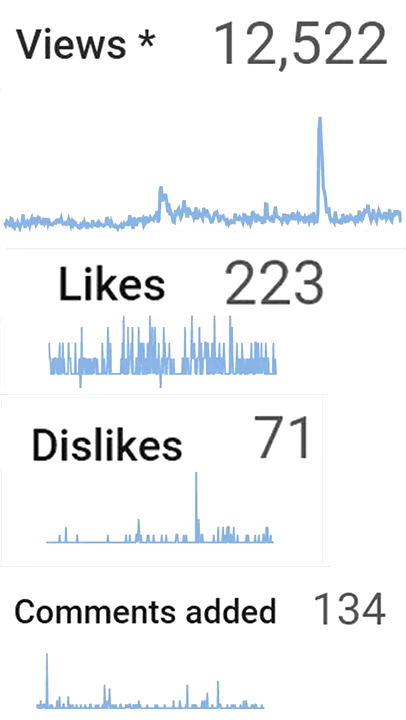 Views * 12,522
Likes 223
Dislikes 71
Comments added 134